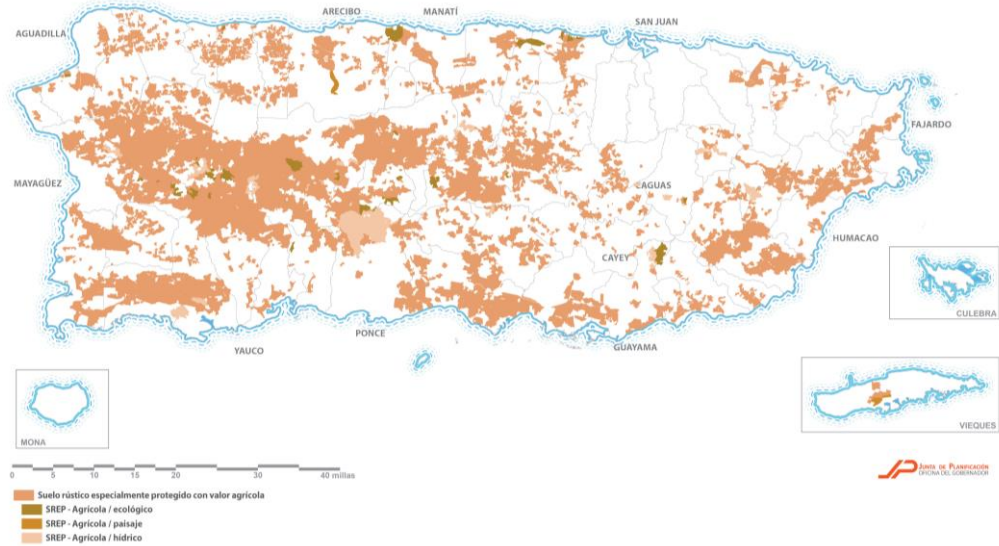 ARECIBO
MANATÍ
SAN JUAN
AGUADILLA
FAJARDO
MAYAGÜEZ
CAGUAS
HUMACAO
CAYEY
CULEBRA
PONCE
GUAYAMA
YAUCO
VIEQUES
MONA
0 5 10 15 20 30 40 millas
JP JUNTA DE PLANIFICACIÓN
OFICINA DEL GOBERNADOR
Suelo rústico especialmente protegido con valor agrícola
SREP - Agrícola / ecológico
SREP - Agrícola / paisaje
SREP - Agrícola / hídrico